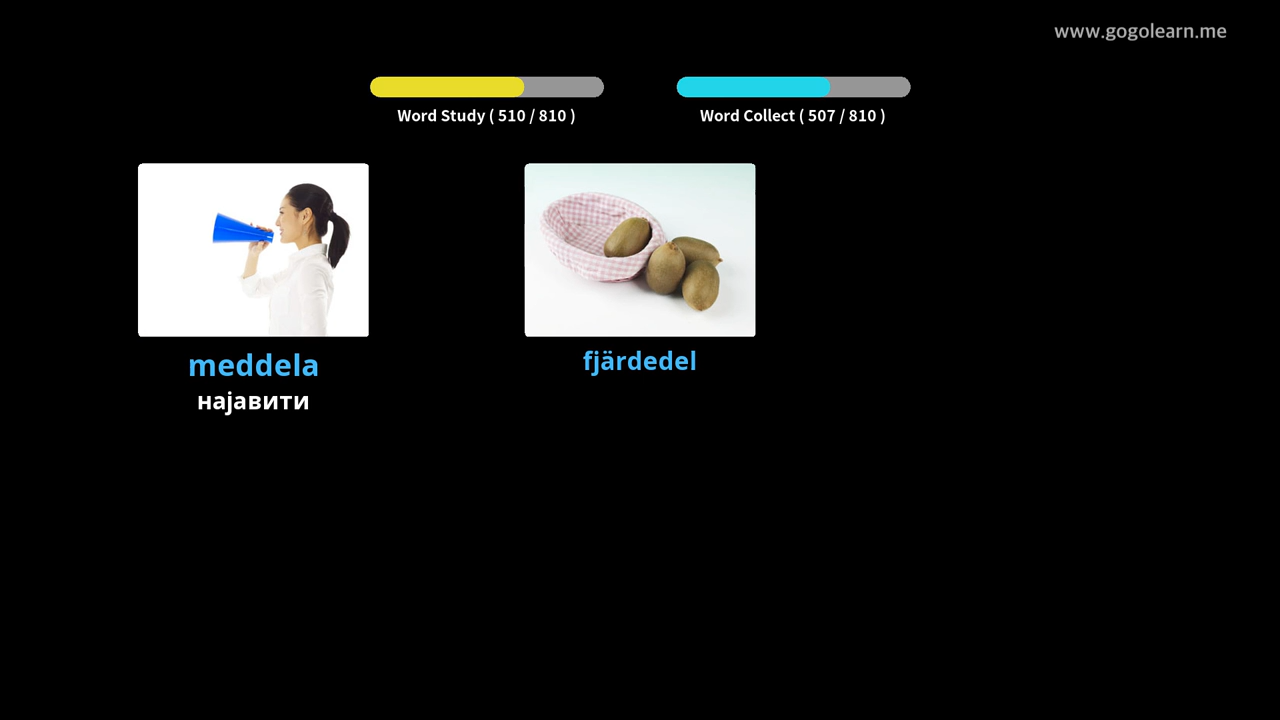 www.gogolearn.me
Word Study ( 510 / 810 )
Word Collect ( 507 / 810 )
meddela
најавити
fjärdedel